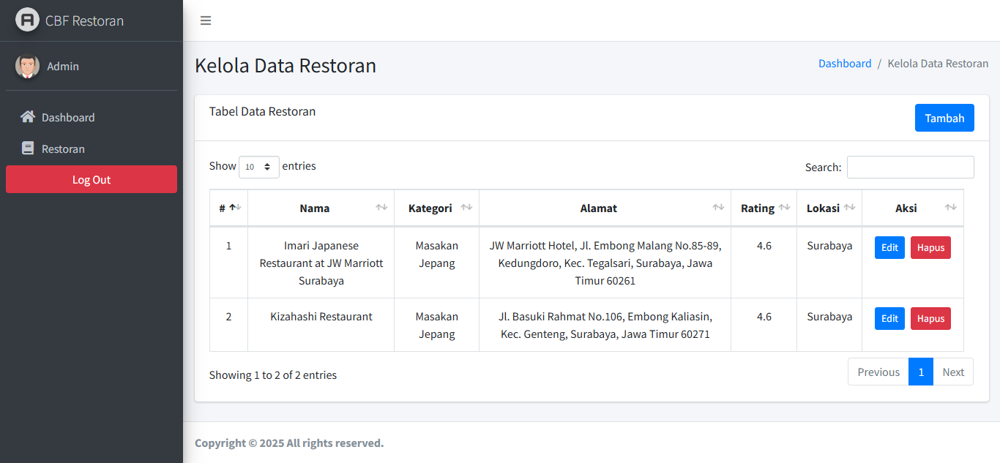 CBF Restoran
Admin
Dashboard
Restoran
Log Out
Kelola Data Restoran
Dashboard / Kelola Data Restoran
Tabel Data Restoran
Tambah
Show 10 entries
Search:
# Nama Kategori Alamat Rating Lokasi Aksi
1 Imari Japanese Masakan JW Marriott Hotel, Jl. Embong Malang No.85-89, 4.6 Surabaya Edit Hapus
Restaurant at JW Marriott Jepang Kedungdoro, Kec. Tegalsari, Surabaya, Jawa
Surabaya Timur 60261
2 Kizahashi Restaurant Masakan Jl. Basuki Rahmat No.106, Embong Kaliasin, 4.6 Surabaya Edit Hapus
Jepang Kec. Genteng, Surabaya, Jawa Timur 60271
Showing 1 to 2 of 2 entries
Previous 1 Next
Copyright © 2025 All rights reserved.